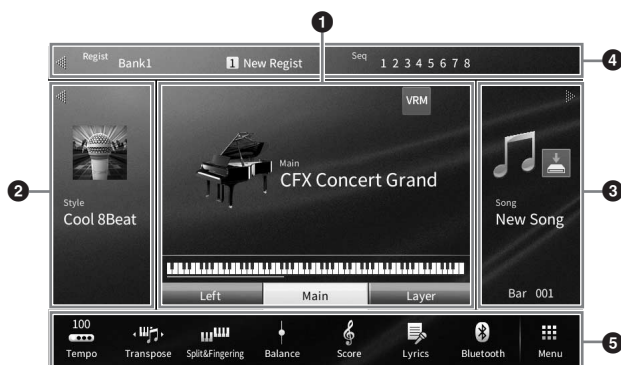 1
Regist Bank1 1 New Regist Seq 1 2 3 4 5 6 7 8
4
VRM
2
Style
Cool 8Beat
Main
CFX Concert Grand
Song
New Song
3
Left Main Layer
Bar 001
100
Tempo Transpose Split&Fingering Balance Score Lyrics Bluetooth Menu
5